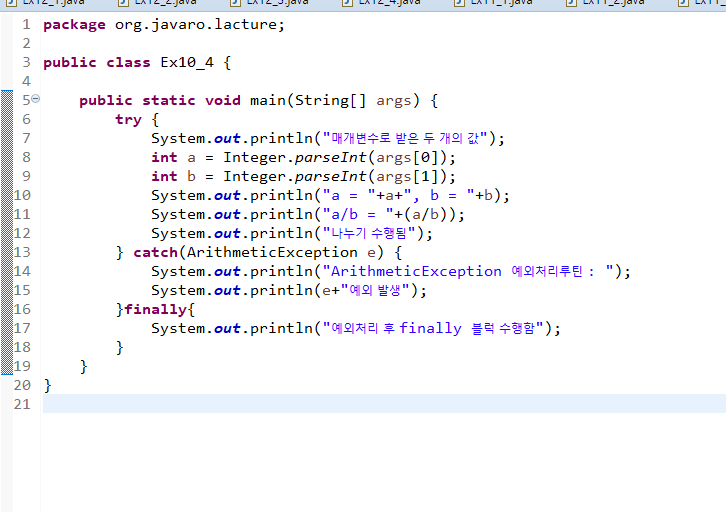 Ex12_1.java Ex12_2.java Ex12_3.java Ex12_4.java Ex11_1.java Ex11_2.java Ex11_
1 package org.javaro.lacture;
2
3 public class Ex10_4 {
4
5 public static void main(String[] args) {
6 try {
7 System.out.println("매개변수로 받은 두 개의 값");
8 int a = Integer.parseInt(args[0]);
9 int b = Integer.parseInt(args[1]);
10 System.out.println("a = "+a+", b = "+b);
11 System.out.println("a/b = "+(a/b));
12 System.out.println("나누기 수행됨");
13 } catch(ArithmeticException e) {
14 System.out.println("ArithmeticException 예외처리루틴 : ");
15 System.out.println(e+"예외 발생");
16 }finally{
17 System.out.println("예외처리 후 finally 블럭 수행함");
18 }
19 }
20 }
21